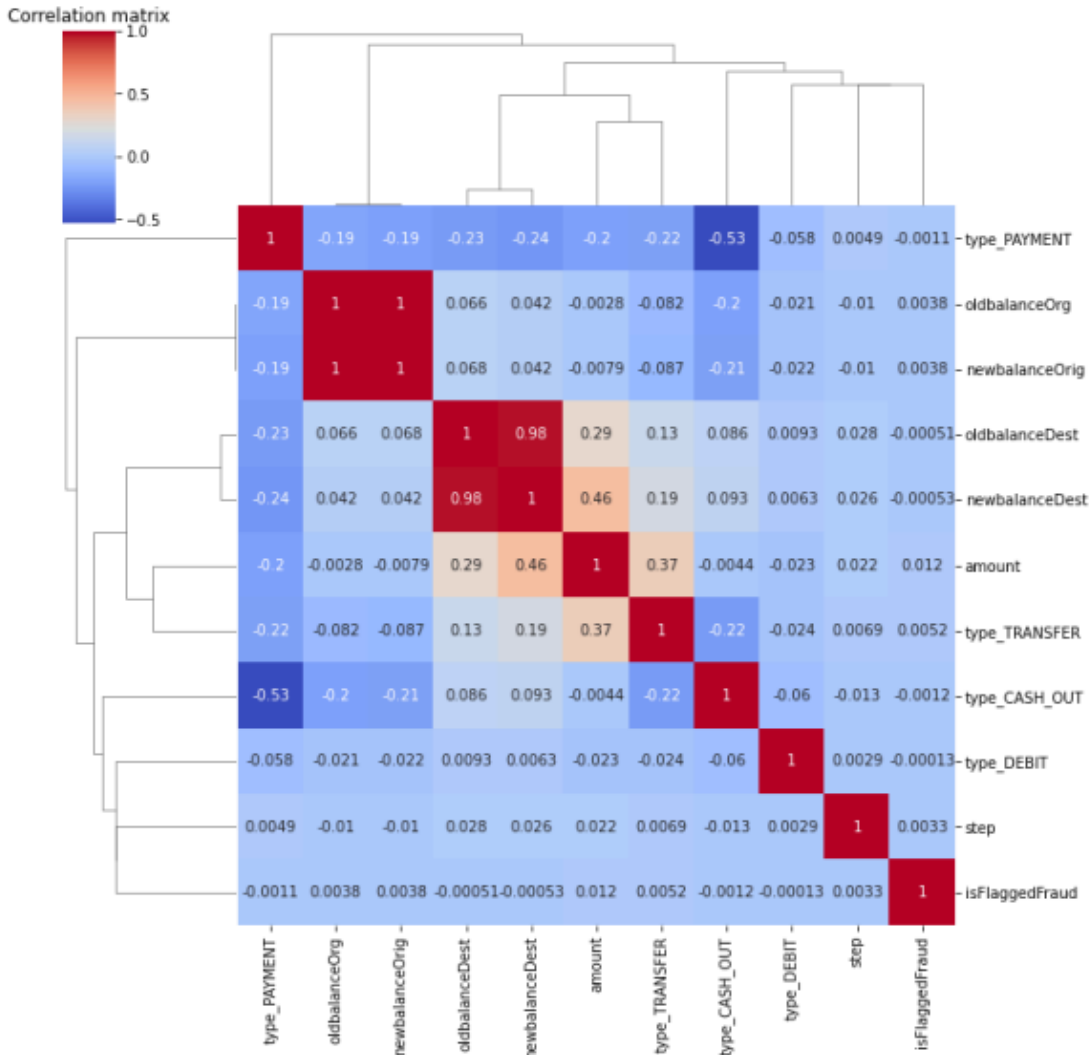 Correlation matrix
1.0
0.5
0.0
−0.5
1 -0.19 -0.19 -0.23 -0.24 -0.2 -0.22 -0.53 -0.058 0.0049 -0.0011 type_PAYMENT
-0.19 1 1 0.066 0.042 -0.0028 -0.082 -0.2 -0.021 -0.01 0.0038 oldbalanceOrg
-0.19 1 1 0.068 0.042 -0.0079 -0.087 -0.21 -0.022 -0.01 0.0038 newbalanceOrig
-0.23 0.066 0.068 1 0.98 0.29 0.13 0.086 0.0093 0.028 -0.00051 oldbalanceDest
-0.24 0.042 0.042 0.98 1 0.46 0.19 0.093 0.0063 0.026 -0.00053 newbalanceDest
-0.2 -0.0028 -0.0079 0.29 0.46 1 0.37 -0.0044 -0.023 0.022 0.012 amount
-0.22 -0.082 -0.087 0.13 0.19 0.37 1 -0.22 -0.024 0.0069 0.0052 type_TRANSFER
-0.53 -0.2 -0.21 0.086 0.093 -0.0044 -0.22 1 -0.06 -0.013 -0.0012 type_CASH_OUT
-0.058 -0.021 -0.022 0.0093 0.0063 -0.023 -0.024 -0.06 1 0.0029 -0.00013 type_DEBIT
0.0049 -0.01 -0.01 0.028 0.026 0.022 0.0069 -0.013 0.0029 1 0.0033 step
-0.0011 0.0038 0.0038 -0.00051 -0.00053 0.012 0.0052 -0.0012 -0.00013 0.0033 1 isFlaggedFraud
type_PAYMENT
oldbalanceOrg
newbalanceOrig
oldbalanceDest
newbalanceDest
amount
type_TRANSFER
type_CASH_OUT
type_DEBIT
step
isFlaggedFraud